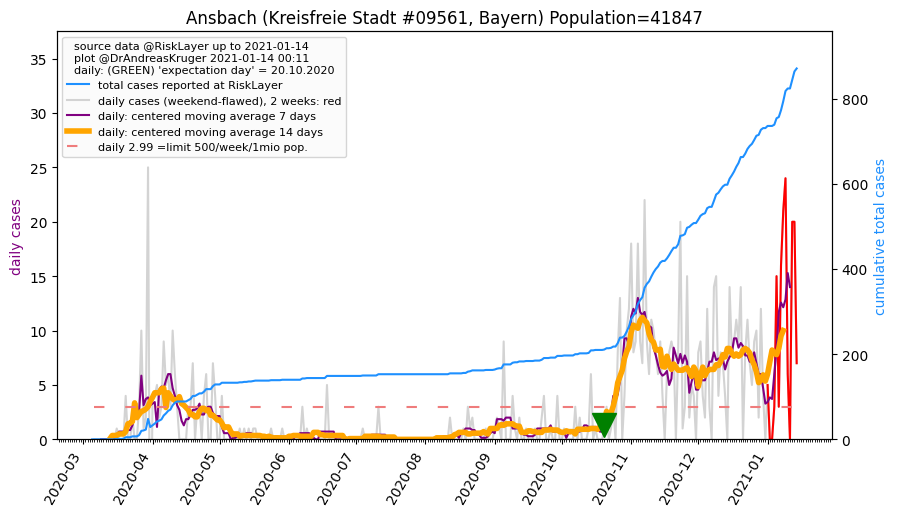 Ansbach (Kreisfreie Stadt #09561, Bayern) Population=41847
source data @RiskLayer up to 2021-01-14
plot @DrAndreasKruger 2021-01-14 00:11
daily: (GREEN) 'expectation day' = 20.10.2020
total cases reported at RiskLayer
daily cases (weekend-flawed), 2 weeks: red
daily: centered moving average 7 days
daily: centered moving average 14 days
daily 2.99 =limit 500/week/1mio pop.
daily cases
35
30
25
20
15
10
5
0
cumulative total cases
800
600
400
200
0
2020-03
2020-04
2020-05
2020-06
2020-07
2020-08
2020-09
2020-10
2020-11
2020-12
2021-01